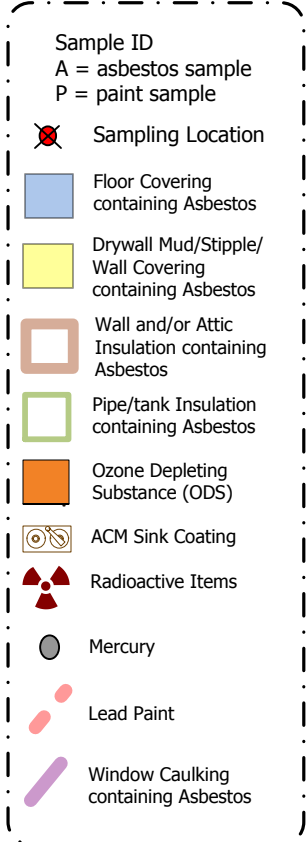 Sample ID
A = asbestos sample
P = paint sample
Sampling Location
Floor Covering
containing Asbestos
Drywall Mud/Stipple/
Wall Covering
containing Asbestos
Wall and/or Attic
Insulation containing
Asbestos
Pipe/tank Insulation
containing Asbestos
Ozone Depleting
Substance (ODS)
ACM Sink Coating
Radioactive Items
Mercury
Lead Paint
Window Caulking
containing Asbestos